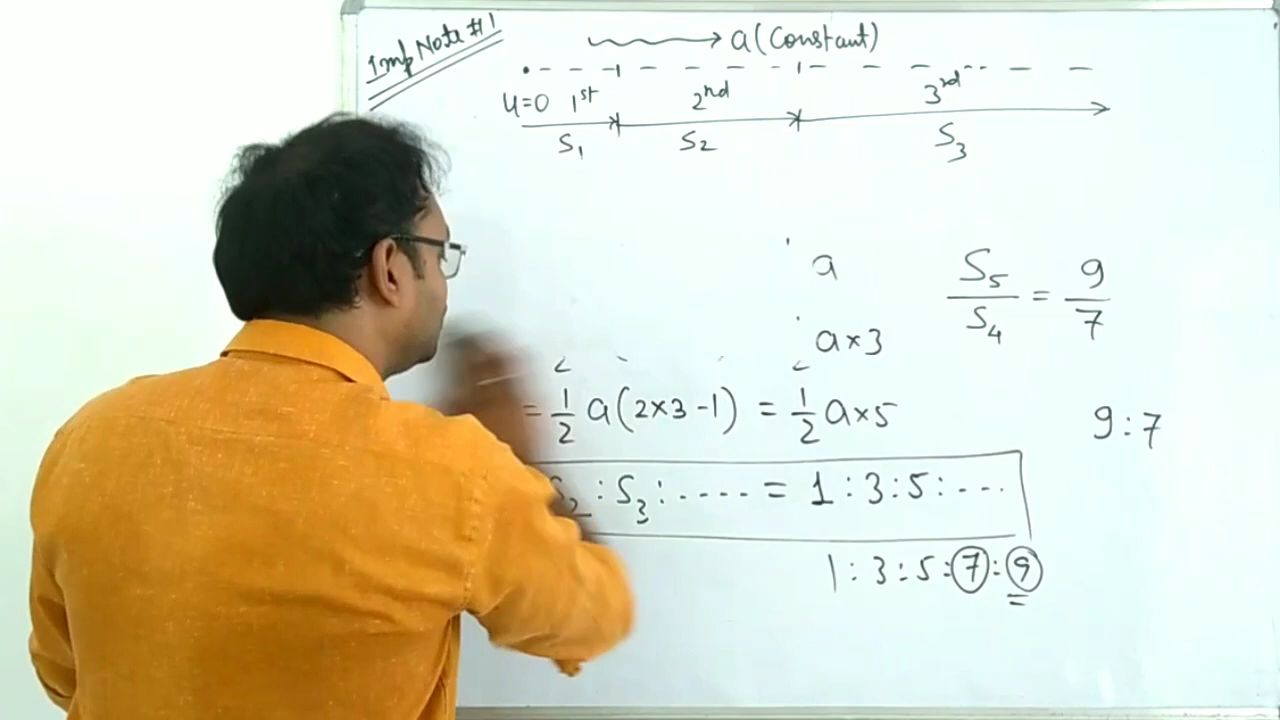 Imp Note #1
a (Constant)
u=0 1st 2nd 3rd
S1 S2 S3
a
S5/S4 = 9/7
a×3
= 1/2 a(2×3-1) = 1/2 a×5
9:7
S2 : S3 : .... = 1 : 3 : 5 : ...
1 : 3 : 5 : 7 : 9